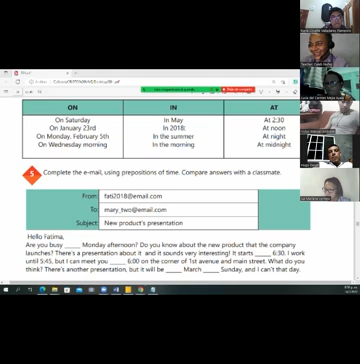 ON IN AT
On Saturday In May At 2:30
On January 23rd In 2018 At noon
On Monday, February 5th In the summer At night
On Wednesday morning In the morning At midnight
5 Complete the e-mail, using prepositions of time. Compare answers with a classmate.
From: fati2018@email.com
To: mary_two@email.com
Subject: New product's presentation
Hello Fatima,
Are you busy _____ Monday afternoon? Do you know about the new product that the company
launches? There's a presentation about it and it sounds very interesting! It starts _____ 6:30. I work
until 5:45, but I can meet you _____ 6:00 on the corner of 1st avenue and main street. What do you
think? There's another presentation, but it will be _____ March _____ Sunday, and I can't that day.